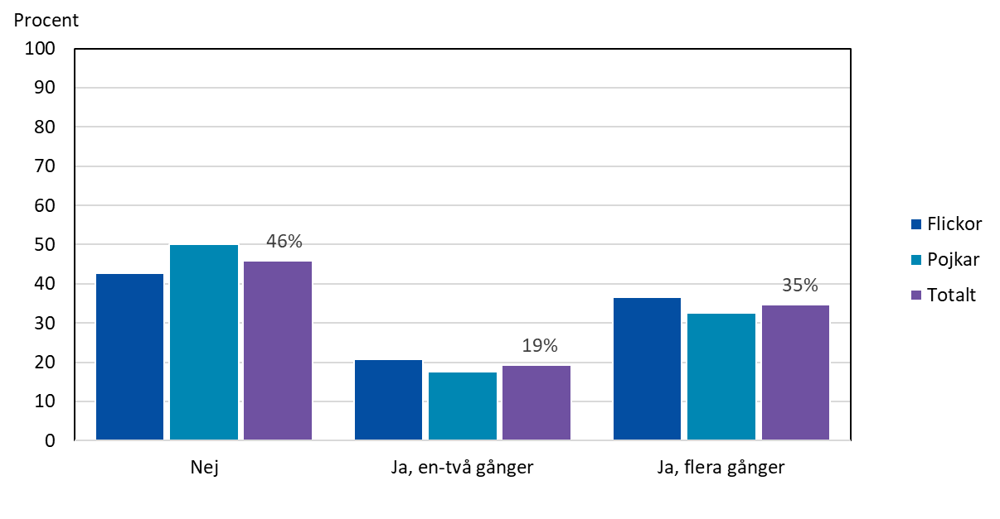 Procent
100
90
80
70
60
50
40
30
20
10
0
46%
19%
35%
Nej
Ja, en-två gånger
Ja, flera gånger
Flickor
Pojkar
Totalt